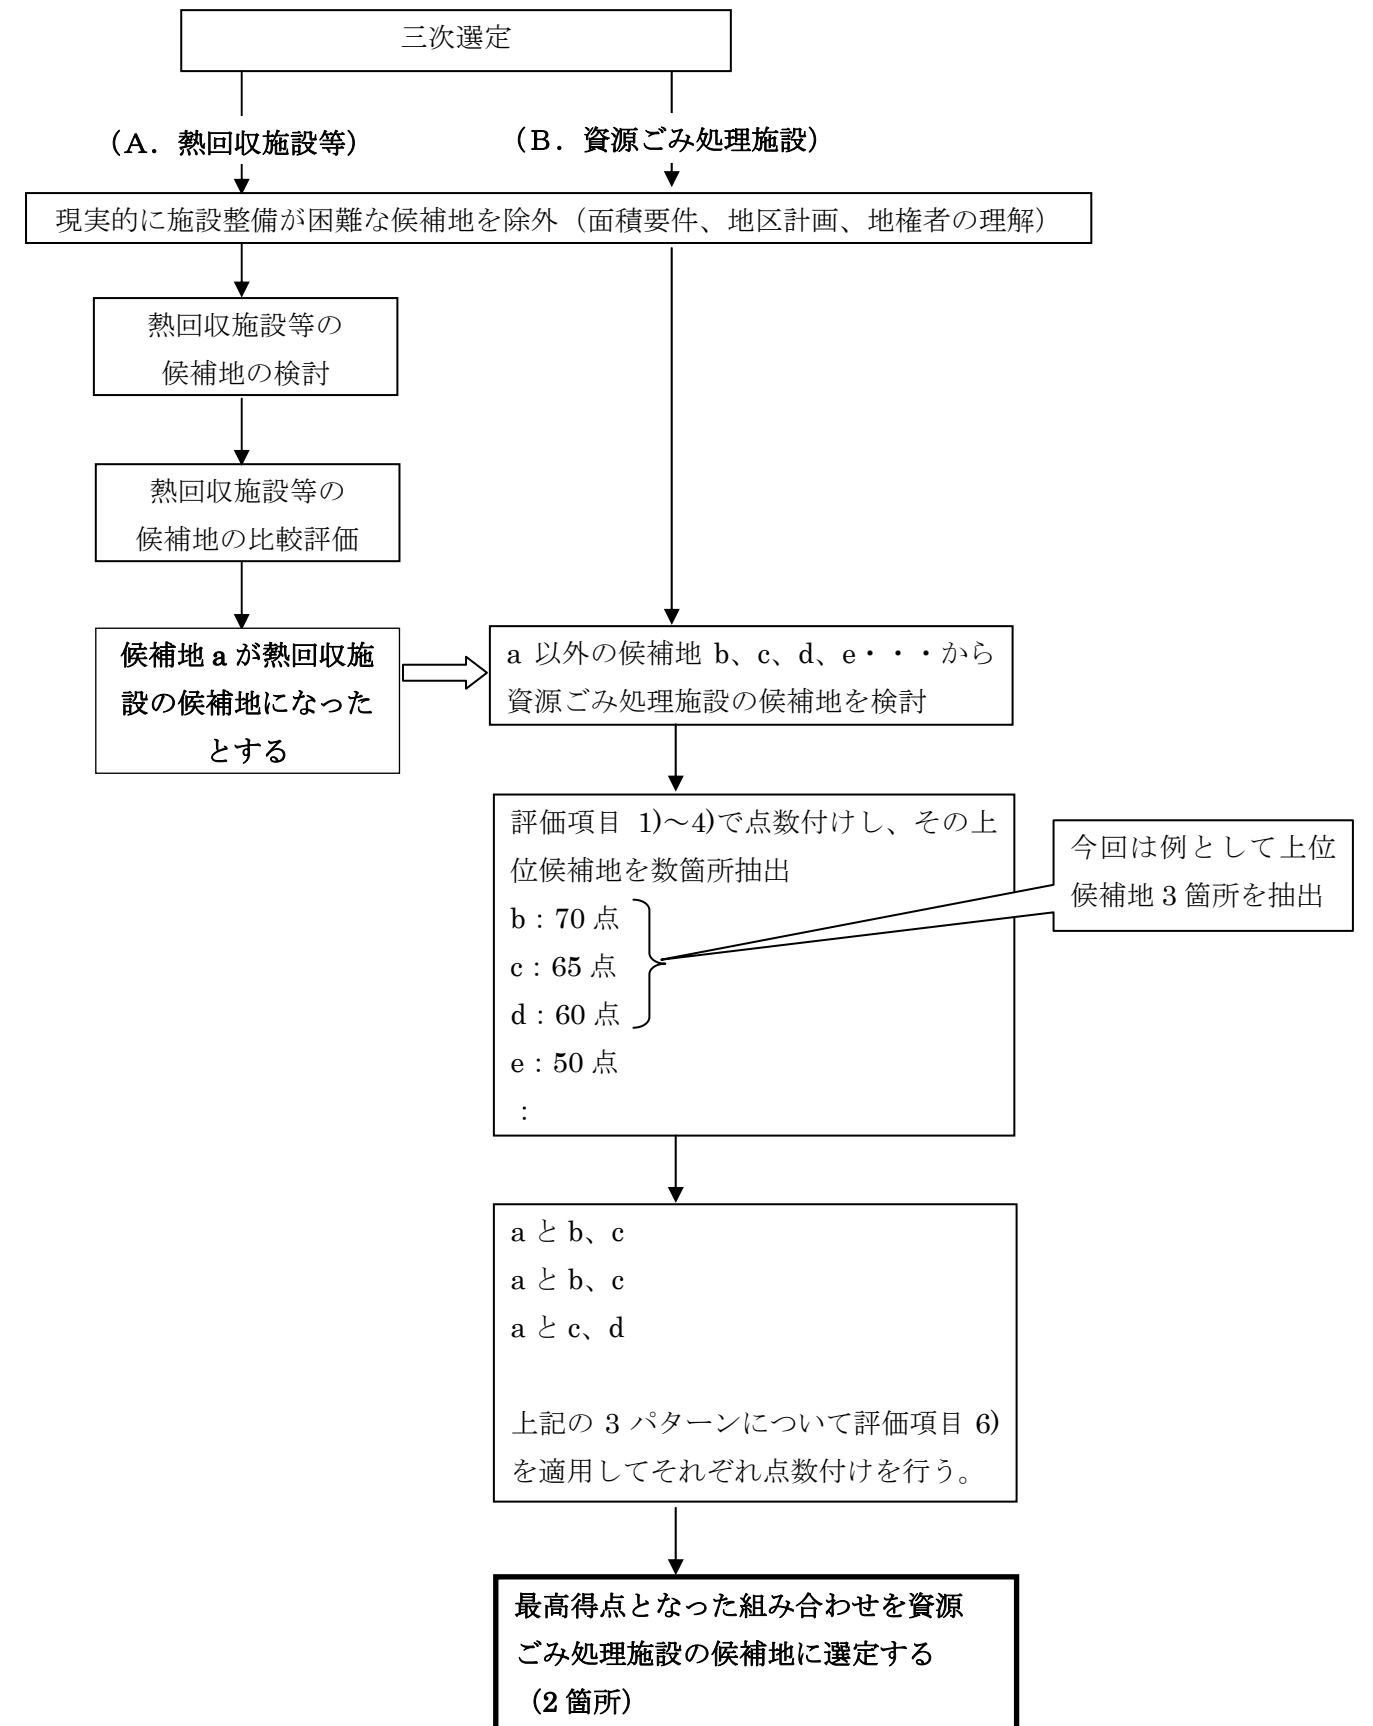 三次選定
（A．熱回収施設等）
（B．資源ごみ処理施設）
現実的に施設整備が困難な候補地を除外（面積要件、地区計画、地権者の理解）
熱回収施設等の
候補地の検討
熱回収施設等の
候補地の比較評価
候補地 a が熱回収施
設の候補地になった
とする
a 以外の候補地 b、c、d、e・・・から
資源ごみ処理施設の候補地を検討
評価項目 1)～4)で点数付けし、その上
位候補地を数箇所抽出
b：70 点
c：65 点
d：60 点
e：50 点
：
今回は例として上位
候補地 3 箇所を抽出
a と b、c
a と b、c
a と c、d
上記の 3 パターンについて評価項目 6)
を適用してそれぞれ点数付けを行う。
最高得点となった組み合わせを資源
ごみ処理施設の候補地に選定する
（2 箇所）